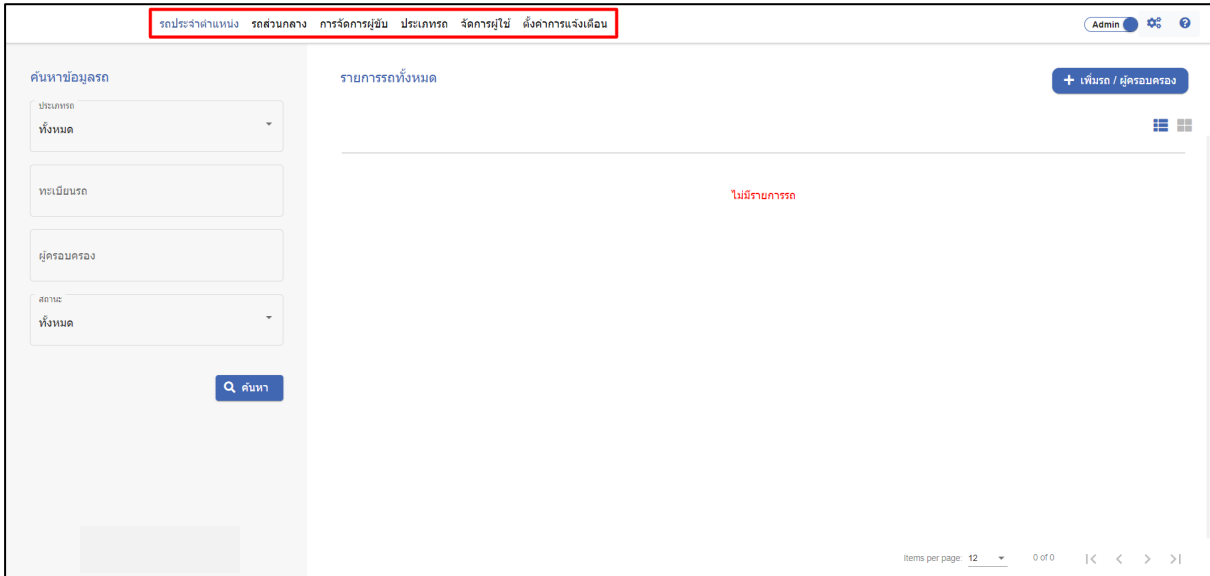 รถประจำตำแหน่ง รถส่วนกลาง การจัดการผู้ขับ ประเภทรถ จัดการผู้ใช้ ตั้งค่าการแจ้งเตือน Admin
ค้นหาข้อมูลรถ
ประเภทรถ
ทั้งหมด
ทะเบียนรถ
ผู้ครอบครอง
สถานะ
ทั้งหมด
ค้นหา
รายการรถทั้งหมด
+ เพิ่มรถ / ผู้ครอบครอง
ไม่มีรายการรถ
Items per page: 12 0 of 0